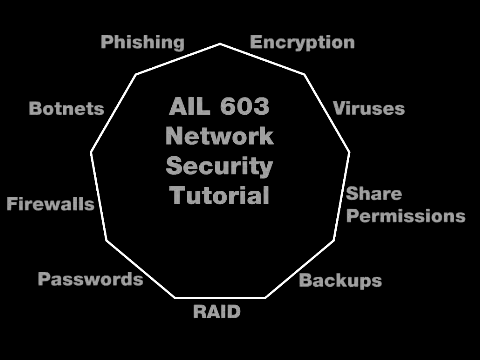 Phishing
Encryption
Botnets
Viruses
AIL 603
Network
Security
Tutorial
Firewalls
Share
Permissions
Passwords
Backups
RAID